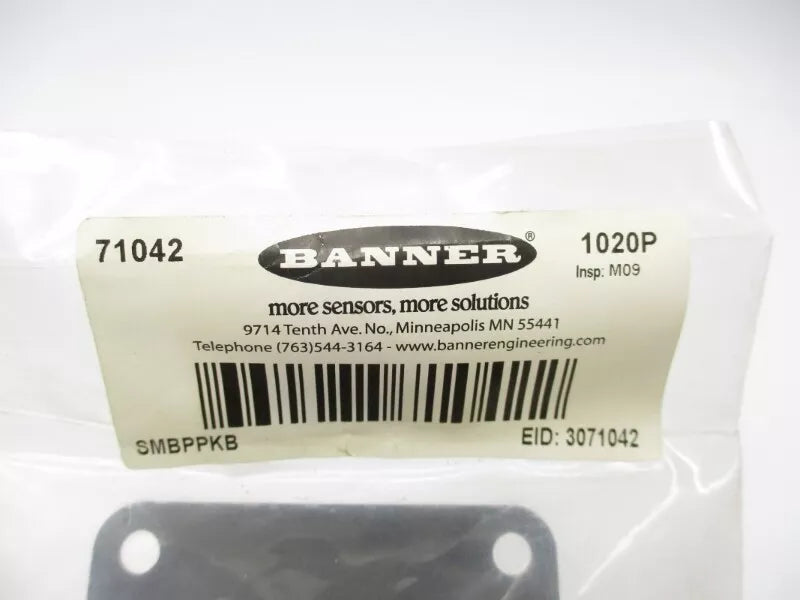 71042
BANNER®
1020P
Insp: M09
more sensors, more solutions
9714 Tenth Ave. No., Minneapolis MN 55441
Telephone (763)544-3164 - www.bannerengineering.com
SMBPPKB
EID: 3071042